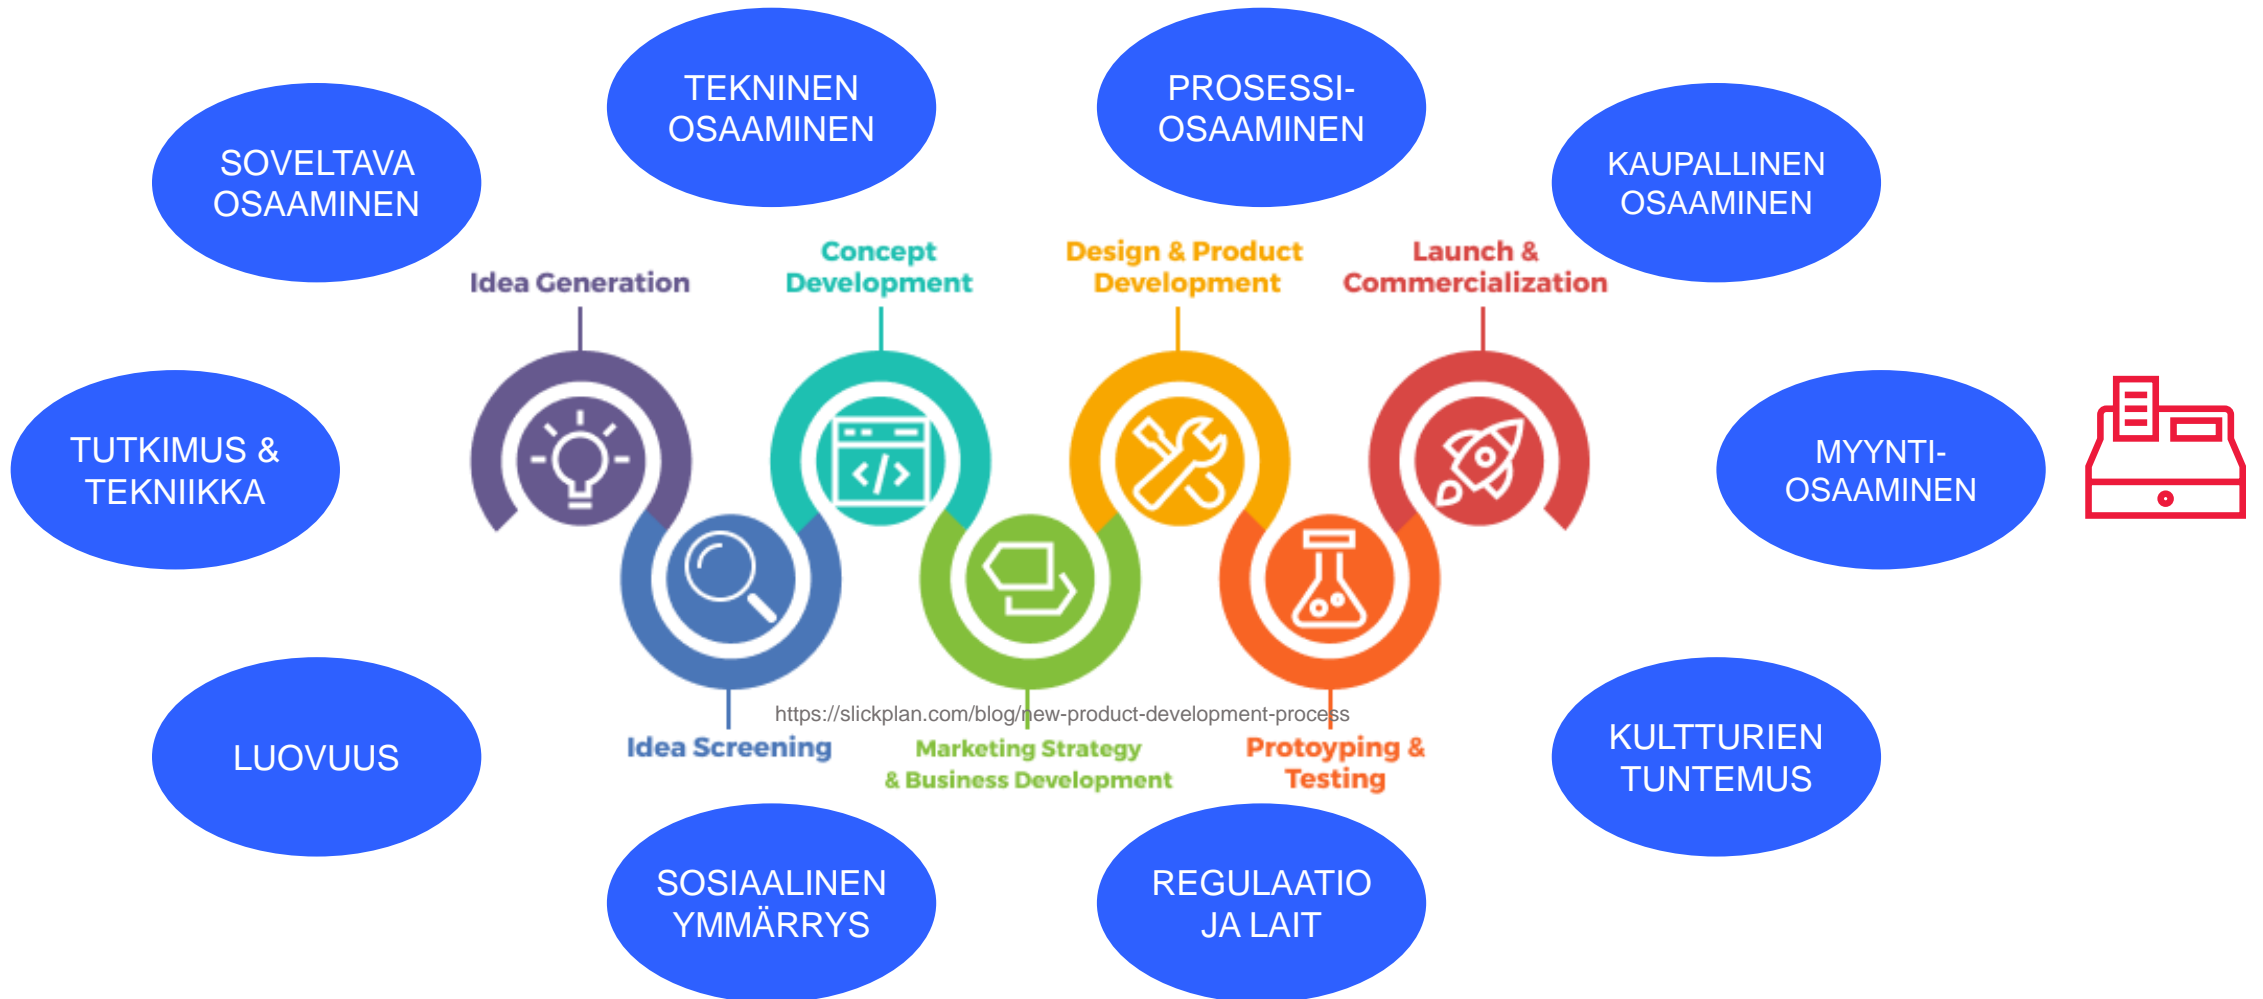 TEKNINEN
OSAAMINEN
PROSESSI-
OSAAMINEN
SOVELTAVA
OSAAMINEN
KAUPALLINEN
OSAAMINEN
Idea Generation
Concept
Development
Design & Product
Development
Launch &
Commercialization
TUTKIMUS &
TEKNIIKKA
MYYNTI-
OSAAMINEN
</>
https://slickplan.com/blog/new-product-development-process
Idea Screening
Marketing Strategy
& Business Development
Protoyping &
Testing
LUOVUUS
KULTTURIEN
TUNTEMUS
SOSIAALINEN
YMMÄRRYS
REGULAATIO
JA LAIT